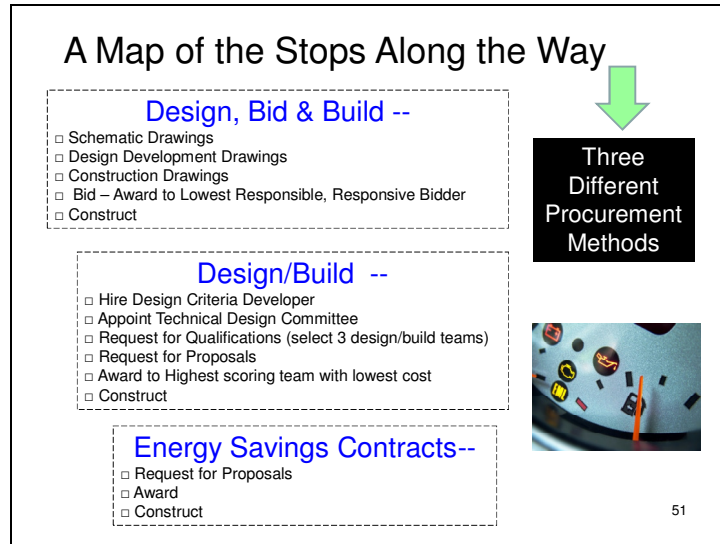 A Map of the Stops Along the Way
Design, Bid & Build --
□ Schematic Drawings
□ Design Development Drawings
□ Construction Drawings
□ Bid – Award to Lowest Responsible, Responsive Bidder
□ Construct
Three
Different
Procurement
Methods
Design/Build --
□ Hire Design Criteria Developer
□ Appoint Technical Design Committee
□ Request for Qualifications (select 3 design/build teams)
□ Request for Proposals
□ Award to Highest scoring team with lowest cost
□ Construct
Energy Savings Contracts--
□ Request for Proposals
□ Award
□ Construct
51